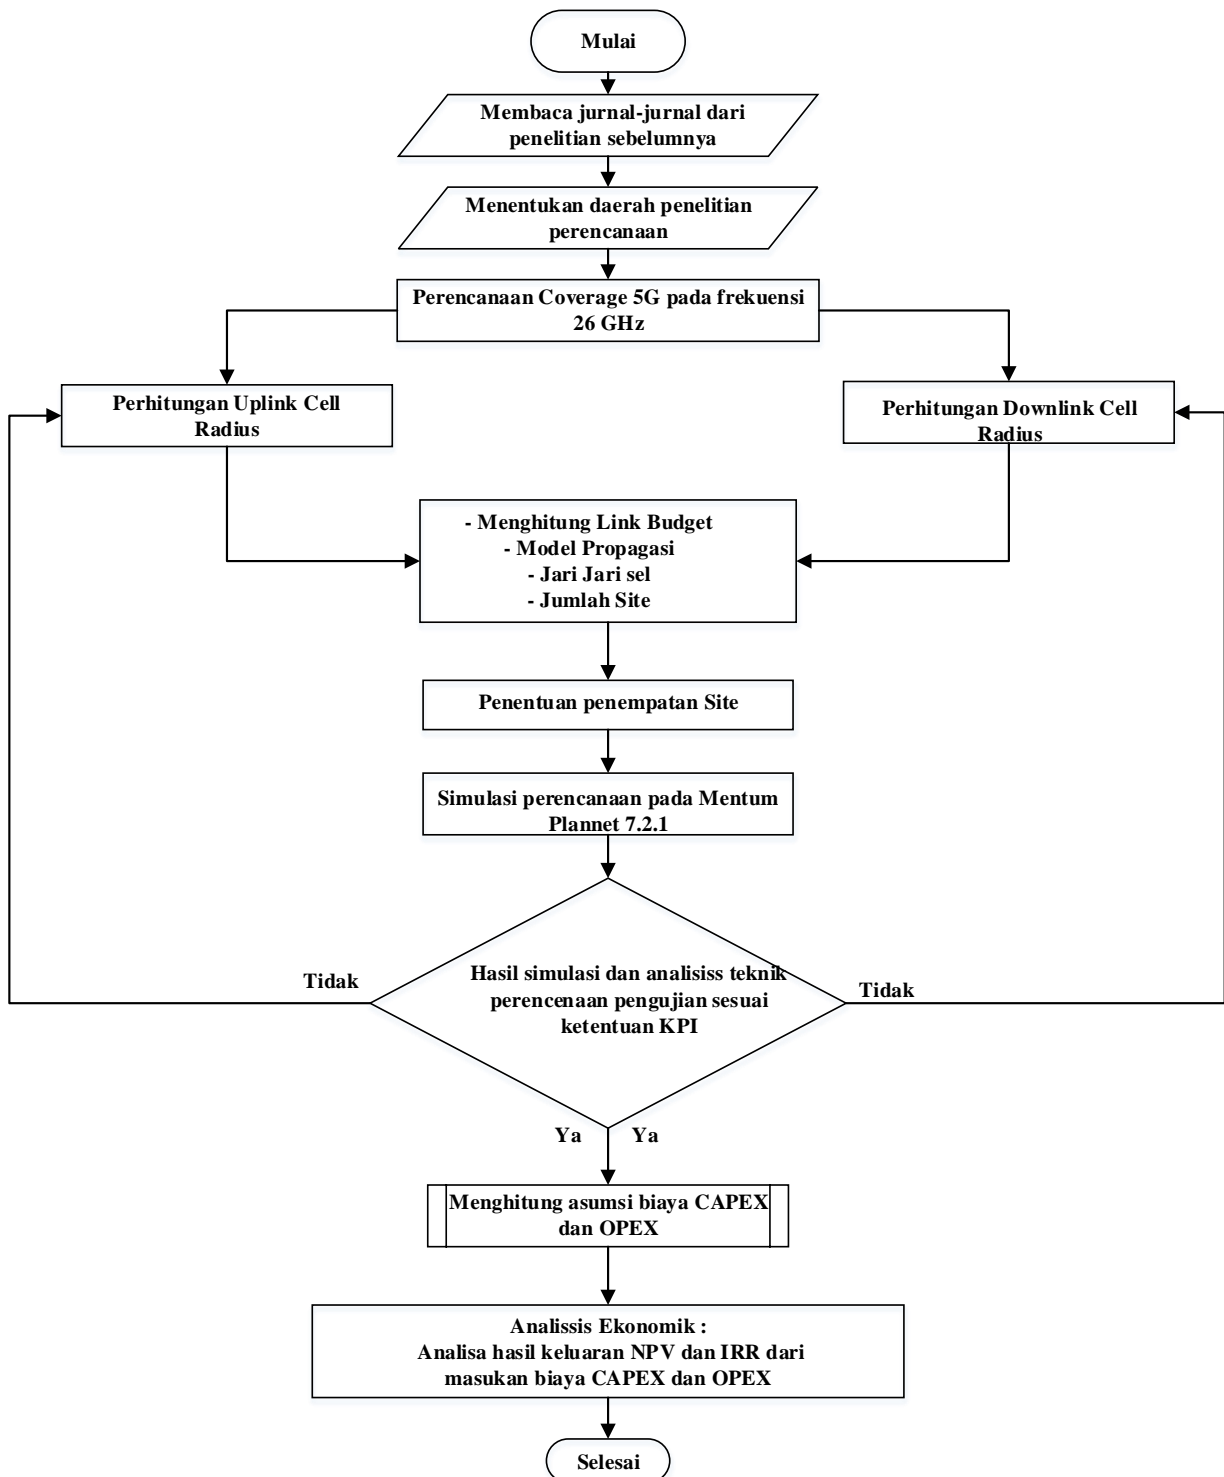 Mulai
Membaca jurnal-jurnal dari
penelitian sebelumnya
Menentukan daerah penelitian
perencanaan
Perencanaan Coverage 5G pada frekuensi
26 GHz
Perhitungan Uplink Cell
Radius
Perhitungan Downlink Cell
Radius
- Menghitung Link Budget
- Model Propagasi
- Jari Jari sel
- Jumlah Site
Penentuan penempatan Site
Simulasi perencanaan pada Mentum
Plannet 7.2.1
Hasil simulasi dan analisiss teknik
perencenaan pengujian sesuai
ketentuan KPI
Tidak
Tidak
Ya
Ya
Menghitung asumsi biaya CAPEX
dan OPEX
Analissis Ekonomik :
Analisa hasil keluaran NPV dan IRR dari
masukan biaya CAPEX dan OPEX
Selesai